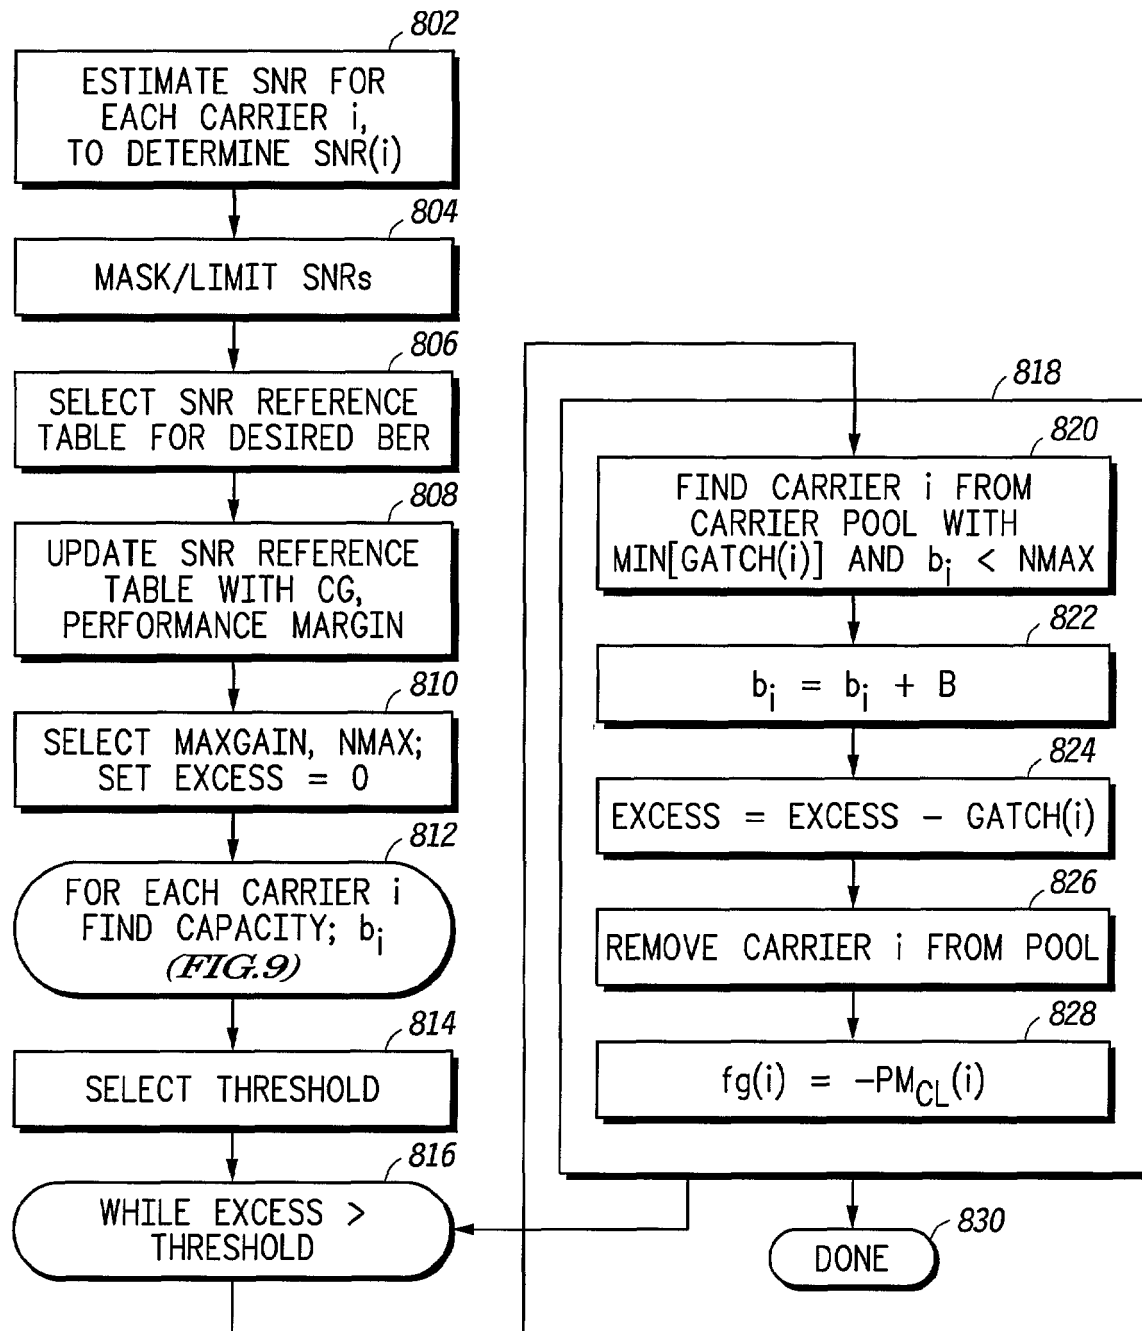 802
ESTIMATE SNR FOR
EACH CARRIER i,
TO DETERMINE SNR(i)
804
MASK/LIMIT SNRs
806
SELECT SNR REFERENCE
TABLE FOR DESIRED BER
808
UPDATE SNR REFERENCE
TABLE WITH CG,
PERFORMANCE MARGIN
810
SELECT MAXGAIN, NMAX;
SET EXCESS = 0
812
FOR EACH CARRIER i
FIND CAPACITY; bi
(FIG.9)
814
SELECT THRESHOLD
816
WHILE EXCESS >
THRESHOLD
818
820
FIND CARRIER i FROM
CARRIER POOL WITH
MIN[GATCH(i)] AND bi < NMAX
822
bi = bi + B
824
EXCESS = EXCESS - GATCH(i)
826
REMOVE CARRIER i FROM POOL
828
fg(i) = -PMCL(i)
830
DONE